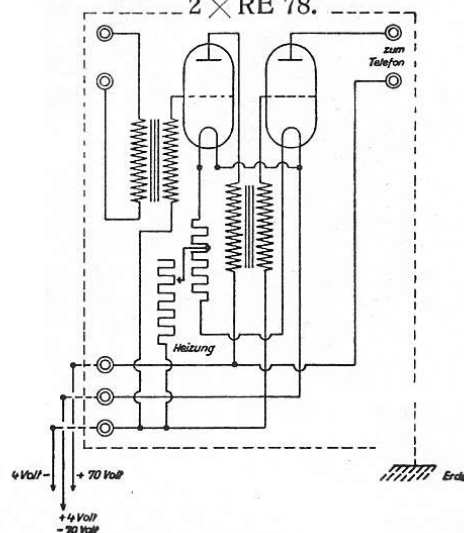 2 × RE 78.
zum
Telefon
Heizung
4 Volt -
+ 70 Volt
+4 Volt
- 70 Volt
Erde